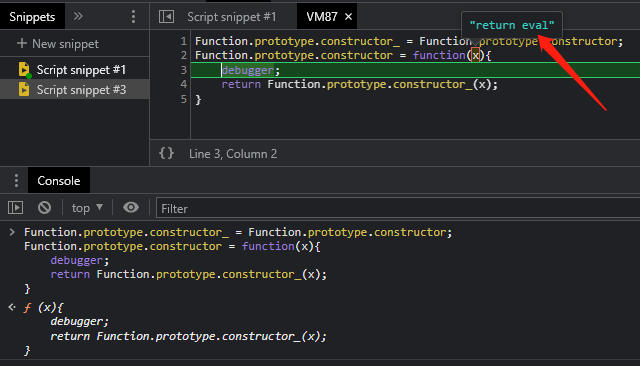 Snippets
Script snippet #1
VM87
"return eval"
+ New snippet
Script snippet #1
Script snippet #3
1 Function.prototype.constructor_ = Function.prototype.constructor;
2 Function.prototype.constructor = function(x){
3 debugger;
4 return Function.prototype.constructor_(x);
5 }
{} Line 3, Column 2
Console
top
Filter
> Function.prototype.constructor_ = Function.prototype.constructor;
Function.prototype.constructor = function(x){
debugger;
return Function.prototype.constructor_(x);
}
ƒ (x){
debugger;
return Function.prototype.constructor_(x);
}